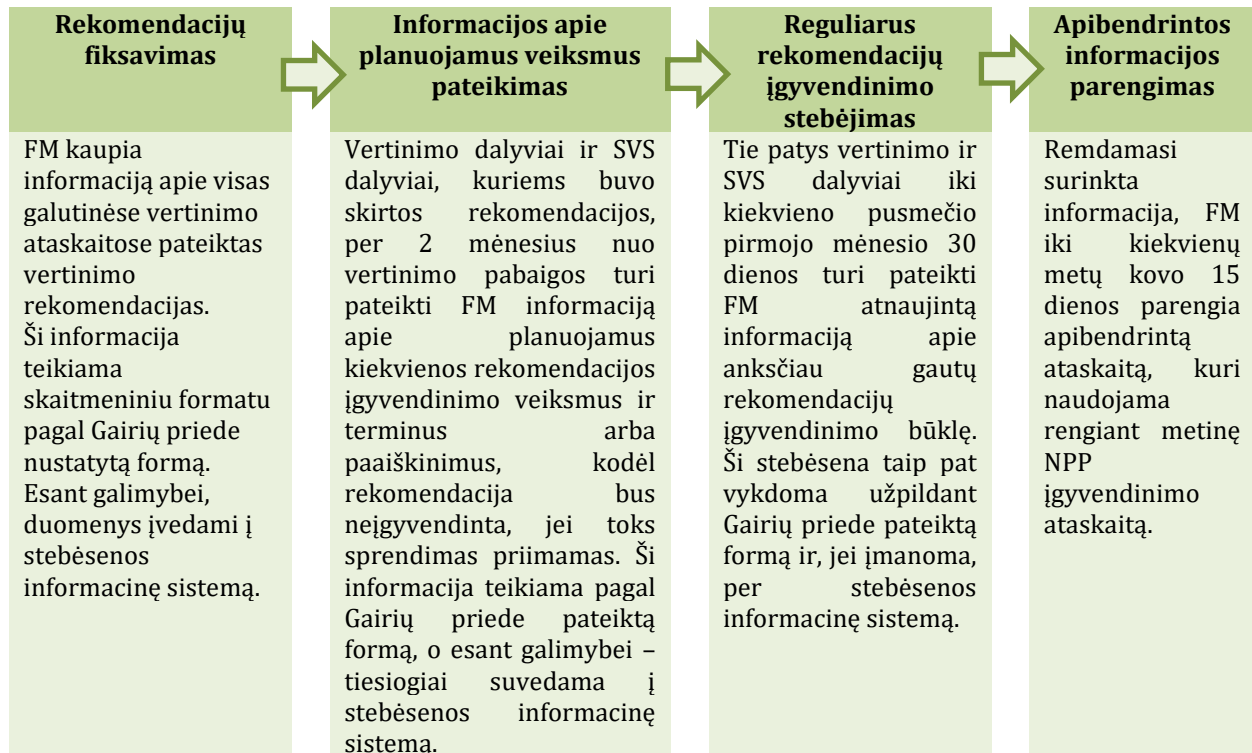 Rekomendacijų
fiksavimas
FM kaupia
informaciją apie visas
galutinėse vertinimo
ataskaitose pateiktas
vertinimo
rekomendacijas.
Ši informacija
teikiama
skaitmeniniu formatu
pagal Gairių priede
nustatytą formą.
Esant galimybei,
duomenys įvedami į
stebėsenos
informacinę sistemą.
Informacijos apie
planuojamus veiksmus
pateikimas
Vertinimo dalyviai ir SVS
dalyviai, kuriems buvo
skirtos rekomendacijos,
per 2 mėnesius nuo
vertinimo pabaigos turi
pateikti FM informaciją
apie planuojamus
kiekvienos rekomendacijos
įgyvendinimo veiksmus ir
terminus arba
paaiškinimus, kodėl
rekomendacija bus
neįgyvendinta, jei toks
sprendimas priimamas. Ši
informacija teikiama pagal
Gairių priede pateiktą
formą, o esant galimybei –
tiesiogiai suvedama į
stebėsenos informacinę
sistemą.
Reguliarus
rekomendacijų
įgyvendinimo
stebėjimas
Tie patys vertinimo ir
SVS dalyviai iki
kiekvieno pusmečio
pirmojo mėnesio 30
dienos turi pateikti
FM atnaujintą
informaciją apie
anksčiau gautų
rekomendacijų
įgyvendinimo būklę.
Ši stebėsena taip pat
vykdoma užpildant
Gairių priede pateiktą
formą ir, jei įmanoma,
per stebėsenos
informacinę sistemą.
Apibendrintos
informacijos
parengimas
Remdamasi
surinkta
informacija, FM
iki kiekvienų
metų kovo 15
dienos parengia
apibendrintą
ataskaitą, kuri
naudojama
rengiant metinę
NPP
įgyvendinimo
ataskaitą.